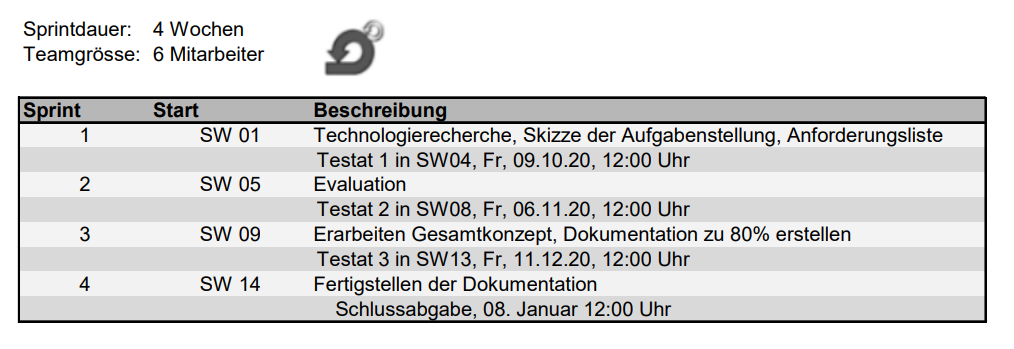 Sprintdauer: 4 Wochen
Teamgrösse: 6 Mitarbeiter
Sprint Start Beschreibung
1 SW 01 Technologierecherche, Skizze der Aufgabenstellung, Anforderungsliste
Testat 1 in SW04, Fr, 09.10.20, 12:00 Uhr
2 SW 05 Evaluation
Testat 2 in SW08, Fr, 06.11.20, 12:00 Uhr
3 SW 09 Erarbeiten Gesamtkonzept, Dokumentation zu 80% erstellen
Testat 3 in SW13, Fr, 11.12.20, 12:00 Uhr
4 SW 14 Fertigstellen der Dokumentation
Schlussabgabe, 08. Januar 12:00 Uhr